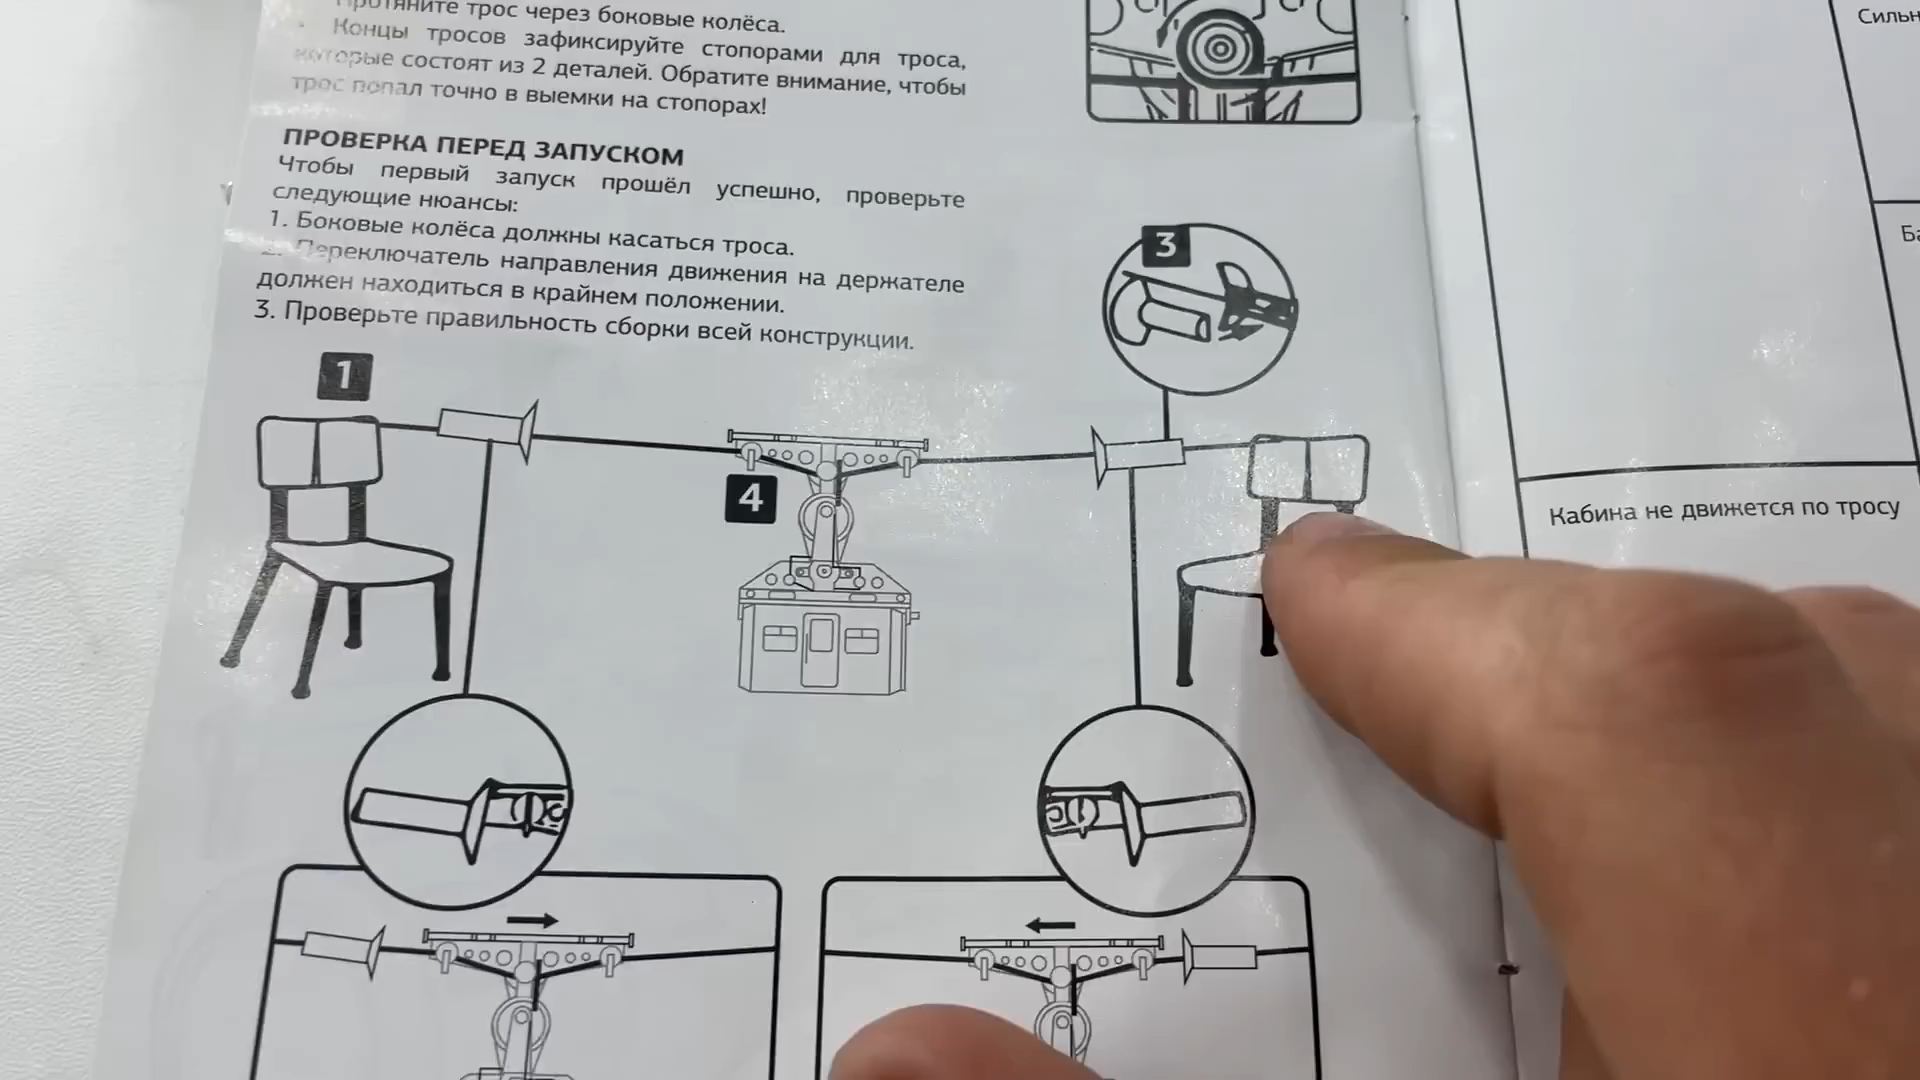 Протяните трос через боковые колёса.
Концы тросов зафиксируйте стопорами для троса,
которые состоят из 2 деталей. Обратите внимание, чтобы
трос попал точно в выемки на стопорах!
ПРОВЕРКА ПЕРЕД ЗАПУСКОМ
Чтобы первый запуск прошёл успешно, проверьте
следующие нюансы:
1. Боковые колёса должны касаться троса.
2. Переключатель направления движения на держателе
должен находиться в крайнем положении.
3. Проверьте правильность сборки всей конструкции.
1
3
4
Кабина не движется по тросу